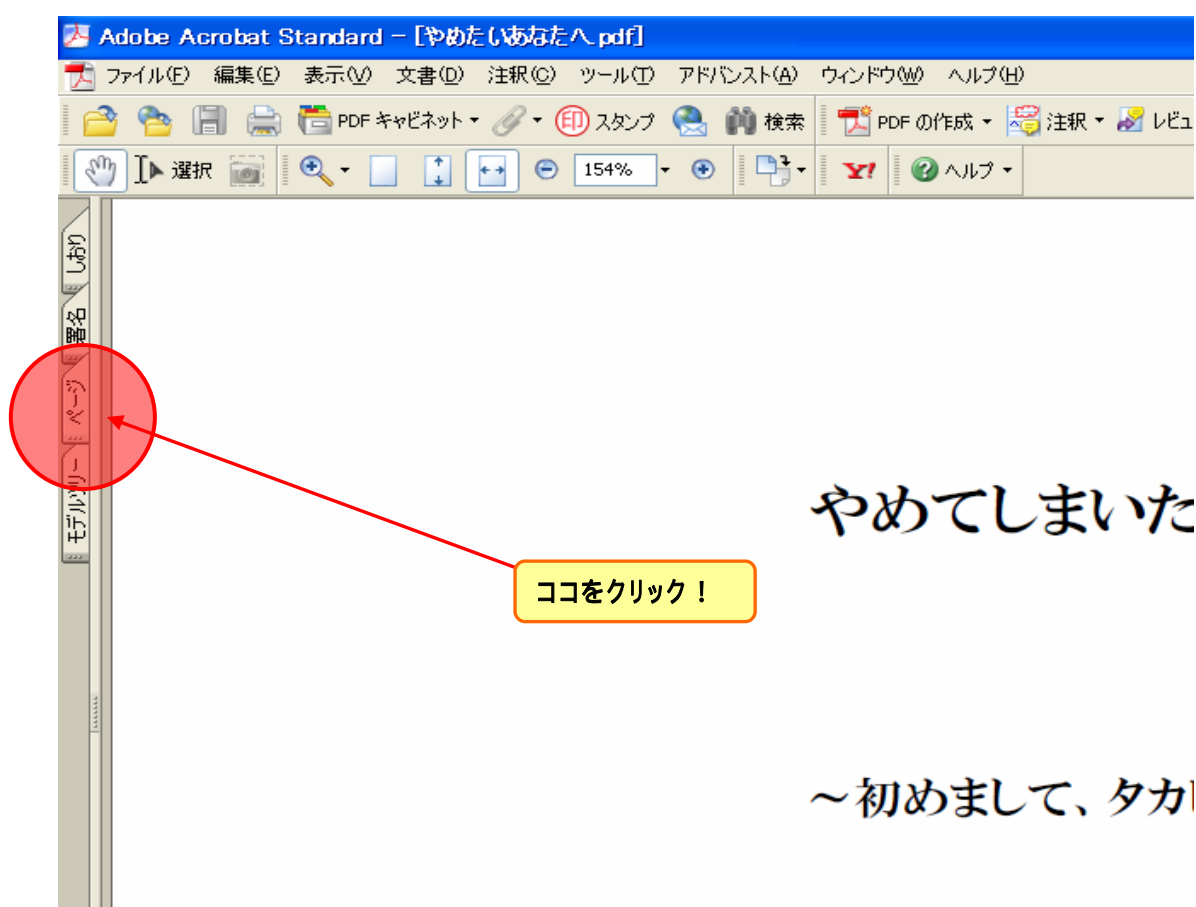 Adobe Acrobat Standard - [やめたいあなたへ.pdf]
ファイル(F) 編集(E) 表示(V) 文書(D) 注釈(C) ツール(T) アドバンスト(A) ウィンドウ(W) ヘルプ(H)
PDF キャビネット 印 スタンプ 検索 PDF の作成 注釈 レビュ
選択 154% Y! ? ヘルプ
しおり
署名
ページ
モデルツリー
やめてしまいた
ココをクリック！
～初めまして、タカ